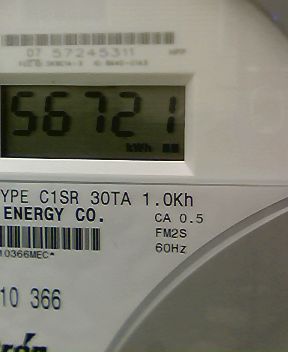 07 57245311
56721
kWh
YPE C1SR 30TA 1.0Kh
ENERGY CO.
CA 0.5
FM2S
60Hz
10366MEC*
10 366